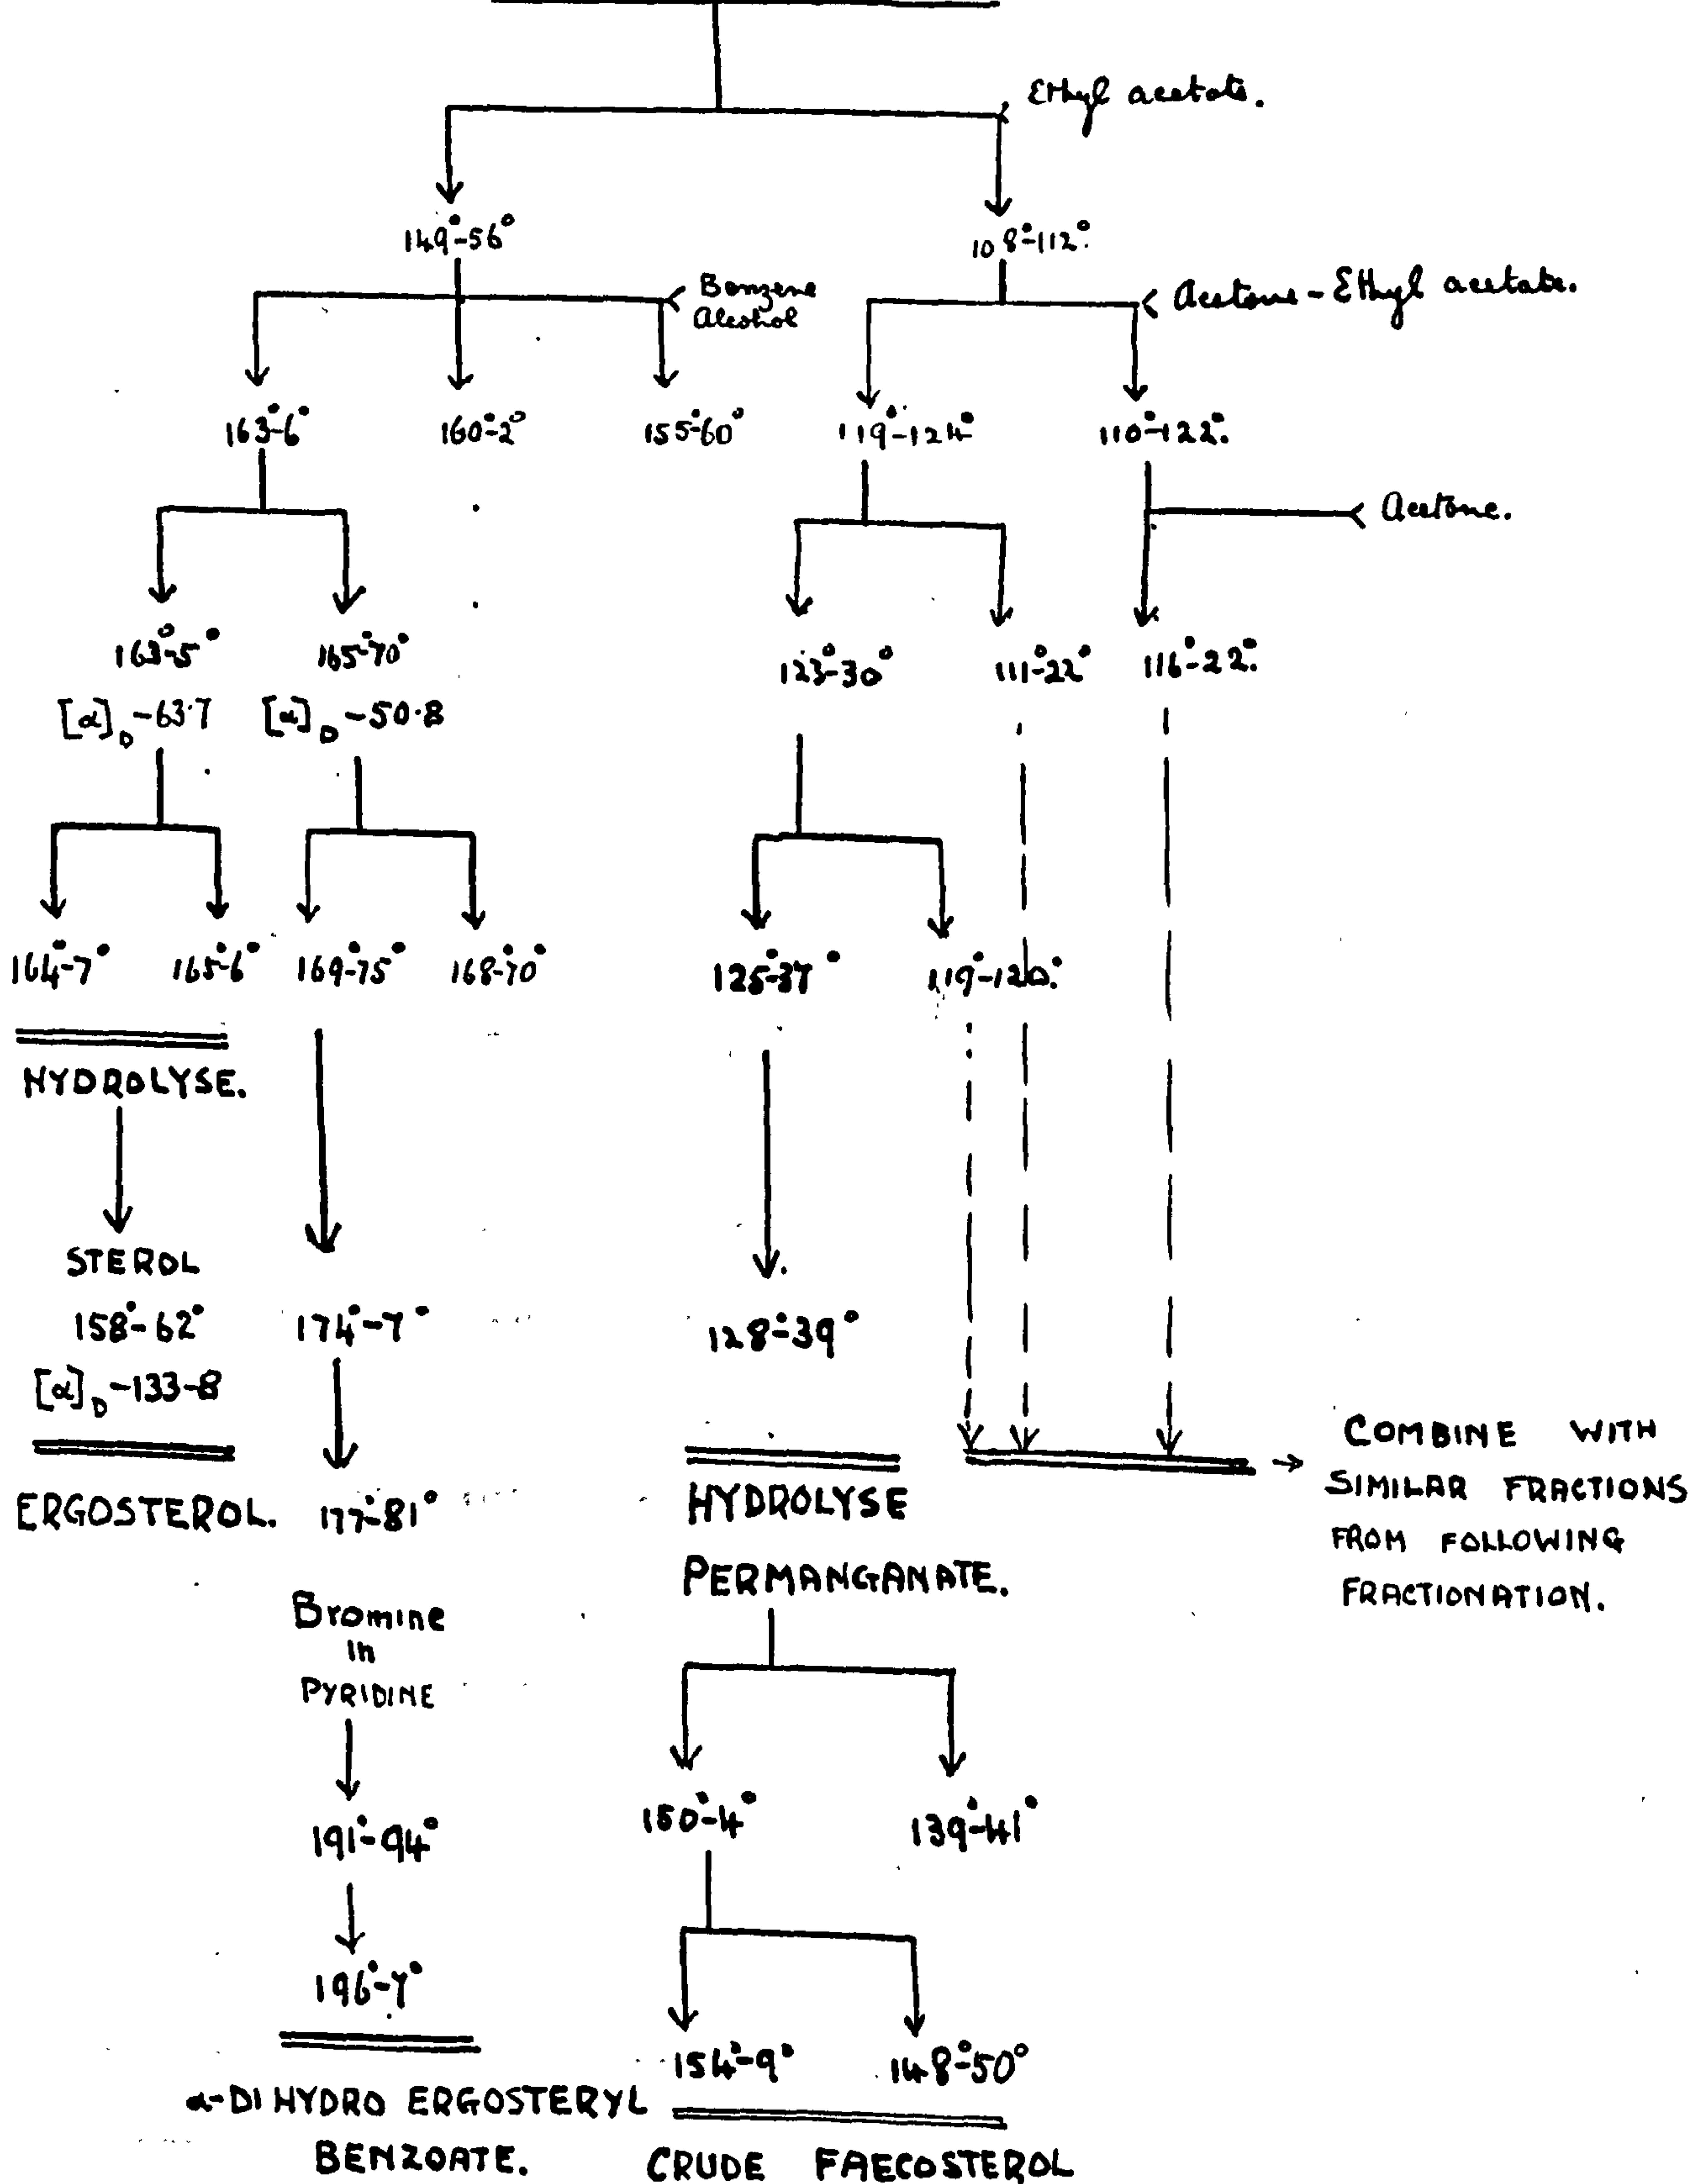 Ethyl acetate.
149°-56°
108°-112°.
Benzene
Alcohol
Acetone - Ethyl acetate.
163°-6°
160°-2°
155°-60°
119°-124°
110°-122°.
Acetone.
163°-5°
165°-70°
123°-30°
111°-22°
116°-22°.
[α]D -63·7
[α]D -50·8
164°-7°
165°-6°
169°-75°
168°-70°
125°-37°
119°-120°.
HYDROLYSE.
STEROL
158°-62°
174°-7°
128°-39°
[α]D -133-8
COMBINE WITH
SIMILAR FRACTIONS
FROM FOLLOWING
FRACTIONATION.
ERGOSTEROL.
177°-81°
HYDROLYSE
PERMANGANATE.
Bromine
in
PYRIDINE
191°-94°
150°-4°
139°-41°
196°-7°
154°-9°
148°-50°
α-DIHYDRO ERGOSTERYL
BENZOATE.
CRUDE FAECOSTEROL